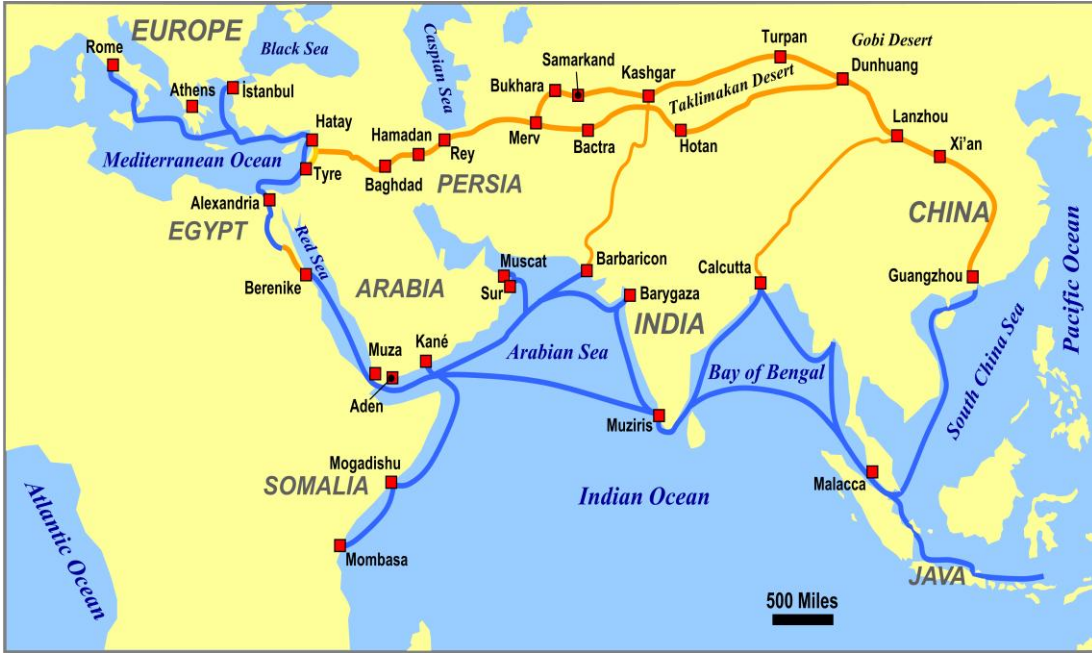 EUROPE
Rome
Black Sea
Athens
İstanbul
Caspian Sea
Turpan
Gobi Desert
Dunhuang
Samarkand
Kashgar
Bukhara
Taklimakan Desert
Hatay
Hamadan
Merv
Bactra
Hotan
Lanzhou
Xi'an
Mediterranean Ocean
Tyre
Baghdad
Rey
PERSIA
Alexandria
EGYPT
Red Sea
CHINA
Pacific Ocean
Berenike
ARABIA
Muscat
Sur
Barbaricon
Barygaza
INDIA
Calcutta
Guangzhou
Muza
Aden
Kané
Arabian Sea
Bay of Bengal
South China Sea
Muziris
Mogadishu
SOMALIA
Malacca
Indian Ocean
Atlantic Ocean
Mombasa
JAVA
500 Miles